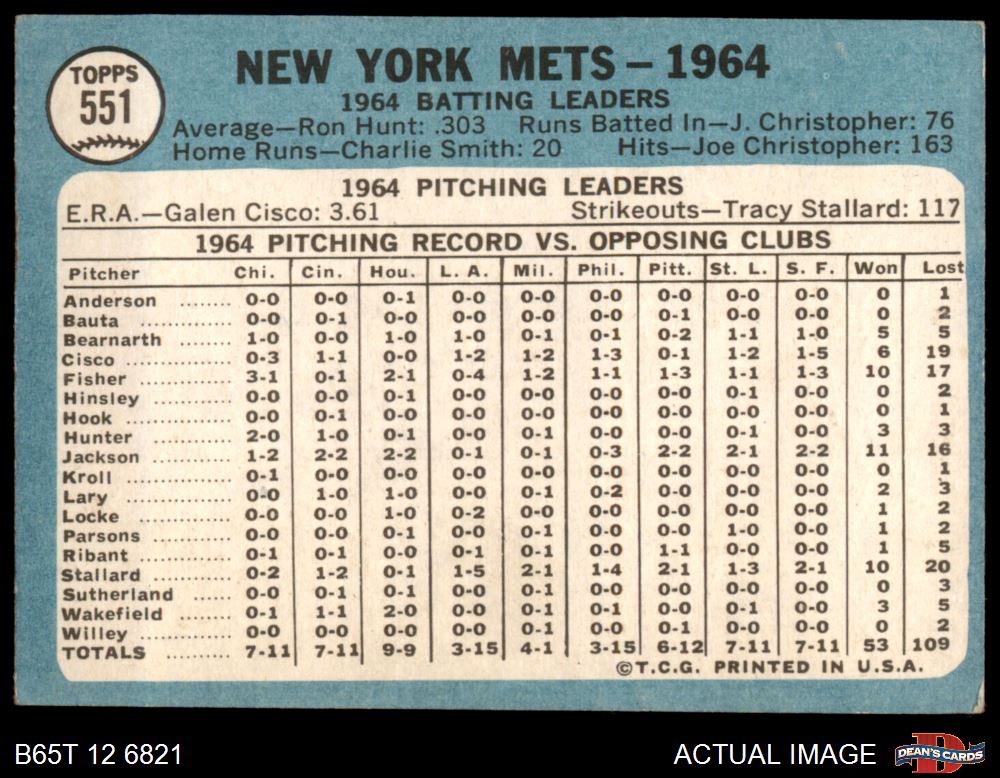 TOPPS
551
NEW YORK METS – 1964
1964 BATTING LEADERS
Average—Ron Hunt: .303 Runs Batted In—J. Christopher: 76
Home Runs—Charlie Smith: 20 Hits—Joe Christopher: 163
1964 PITCHING LEADERS
E.R.A.—Galen Cisco: 3.61 Strikeouts—Tracy Stallard: 117
1964 PITCHING RECORD VS. OPPOSING CLUBS
Pitcher Chi. Cin. Hou. L. A. Mil. Phil. Pitt. St. L. S. F. Won Lost
Anderson ........ 0-0 0-0 0-1 0-0 0-0 0-0 0-0 0-0 0-0 0 1
Bauta ............ 0-0 0-1 0-0 0-0 0-0 0-0 0-1 0-0 0-0 0 2
Bearnarth ........ 1-0 0-0 1-0 1-0 0-1 0-1 0-2 1-1 1-0 5 5
Cisco ............ 0-3 1-1 0-0 1-2 1-2 1-3 0-1 1-2 1-5 6 19
Fisher ............ 3-1 0-1 2-1 0-4 1-2 1-1 1-3 1-1 1-3 10 17
Hinsley .......... 0-0 0-0 0-1 0-0 0-0 0-0 0-0 0-1 0-0 0 2
Hook ............ 0-0 0-1 0-0 0-0 0-0 0-0 0-0 0-0 0-0 0 1
Hunter .......... 2-0 1-0 0-1 0-0 0-1 0-0 0-0 0-1 0-0 3 3
Jackson .......... 1-2 2-2 2-2 0-1 0-1 0-3 2-2 2-1 2-2 11 16
Kroll ............ 0-1 0-0 0-0 0-0 0-0 0-0 0-0 0-0 0-0 0 1
Lary ............ 0-0 1-0 1-0 0-0 0-1 0-2 0-0 0-0 0-0 2 3
Locke ............ 0-0 0-0 1-0 0-2 0-0 0-0 0-0 0-0 0-0 1 2
Parsons .......... 0-0 0-0 0-1 0-0 0-1 0-0 0-0 1-0 0-0 1 2
Ribant .......... 0-1 0-1 0-0 0-1 0-1 0-0 1-1 0-0 0-0 1 5
Stallard .......... 0-2 1-2 0-1 1-5 2-1 1-4 2-1 1-3 2-1 10 20
Sutherland ...... 0-0 0-1 0-1 0-0 0-1 0-0 0-0 0-0 0-0 0 3
Wakefield ........ 0-1 1-1 2-0 0-0 0-0 0-1 0-0 0-1 0-0 3 5
Willey .......... 0-0 0-0 0-0 0-0 0-1 0-0 0-1 0-0 0-0 0 2
TOTALS .......... 7-11 7-11 9-9 3-15 4-1 3-15 6-12 7-11 7-11 53 109
©T.C.G. PRINTED IN U.S.A.
B65T 12 6821 ACTUAL IMAGE
DEAN'S CARDS